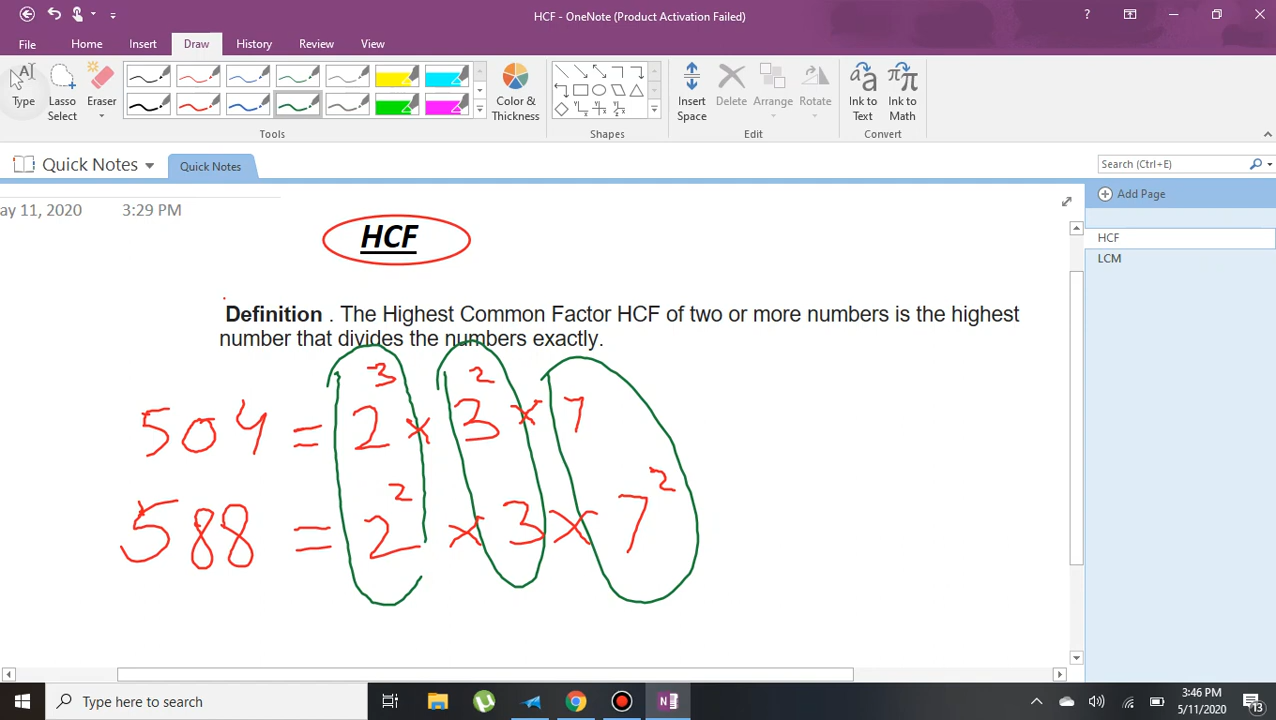 HCF - OneNote (Product Activation Failed)
File Home Insert Draw History Review View
Type
Lasso Select
Eraser
Color & Thickness
Insert Space
Delete Arrange Rotate
Ink to Text
Ink to Math
Tools Shapes Edit Convert
Quick Notes Quick Notes Search (Ctrl+E)
Add Page
ay 11, 2020 3:29 PM
HCF
LCM
HCF
Definition . The Highest Common Factor HCF of two or more numbers is the highest
number that divides the numbers exactly.
504 = 2³ × 3² × 7
588 = 2² × 3 × 7²
Type here to search
3:46 PM
5/11/2020
13